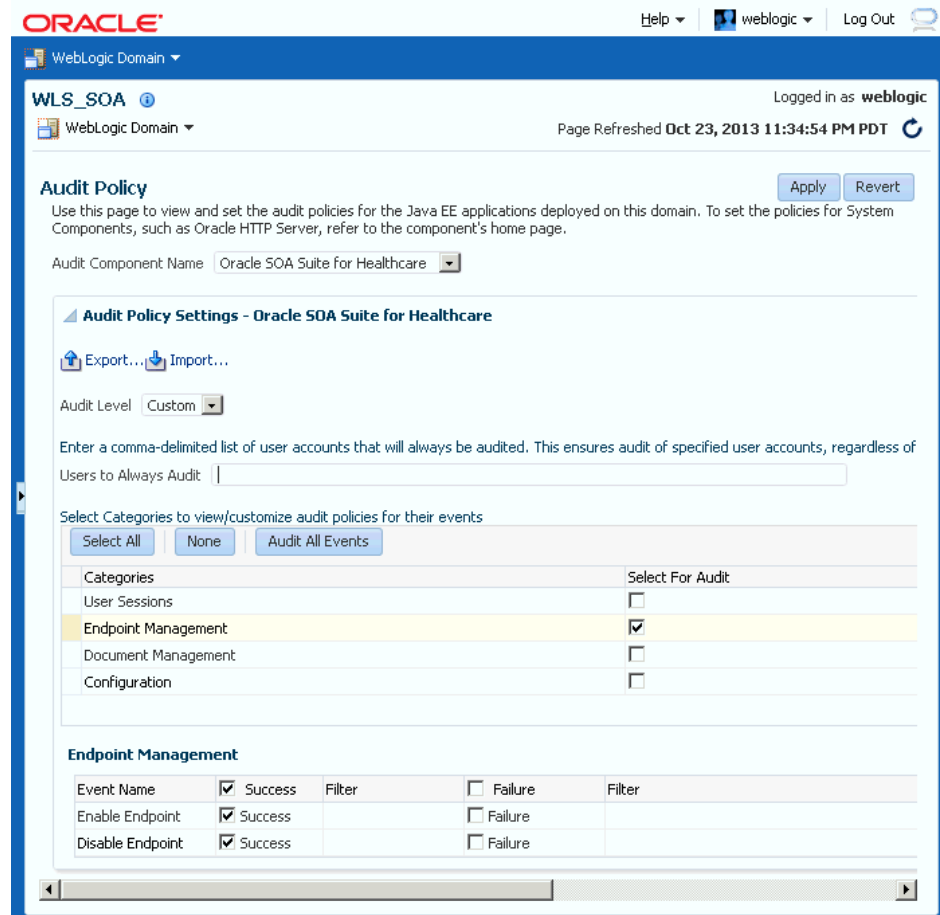 ORACLE®
Help weblogic Log Out
WebLogic Domain
WLS_SOA
Logged in as weblogic
WebLogic Domain
Page Refreshed Oct 23, 2013 11:34:54 PM PDT
Audit Policy
Apply Revert
Use this page to view and set the audit policies for the Java EE applications deployed on this domain. To set the policies for System
Components, such as Oracle HTTP Server, refer to the component's home page.
Audit Component Name Oracle SOA Suite for Healthcare
Audit Policy Settings - Oracle SOA Suite for Healthcare
Export... Import...
Audit Level Custom
Enter a comma-delimited list of user accounts that will always be audited. This ensures audit of specified user accounts, regardless of
Users to Always Audit
Select Categories to view/customize audit policies for their events
Select All None Audit All Events
Categories Select For Audit
User Sessions
Endpoint Management
Document Management
Configuration
Endpoint Management
Event Name Success Filter Failure Filter
Enable Endpoint Success Failure
Disable Endpoint Success Failure